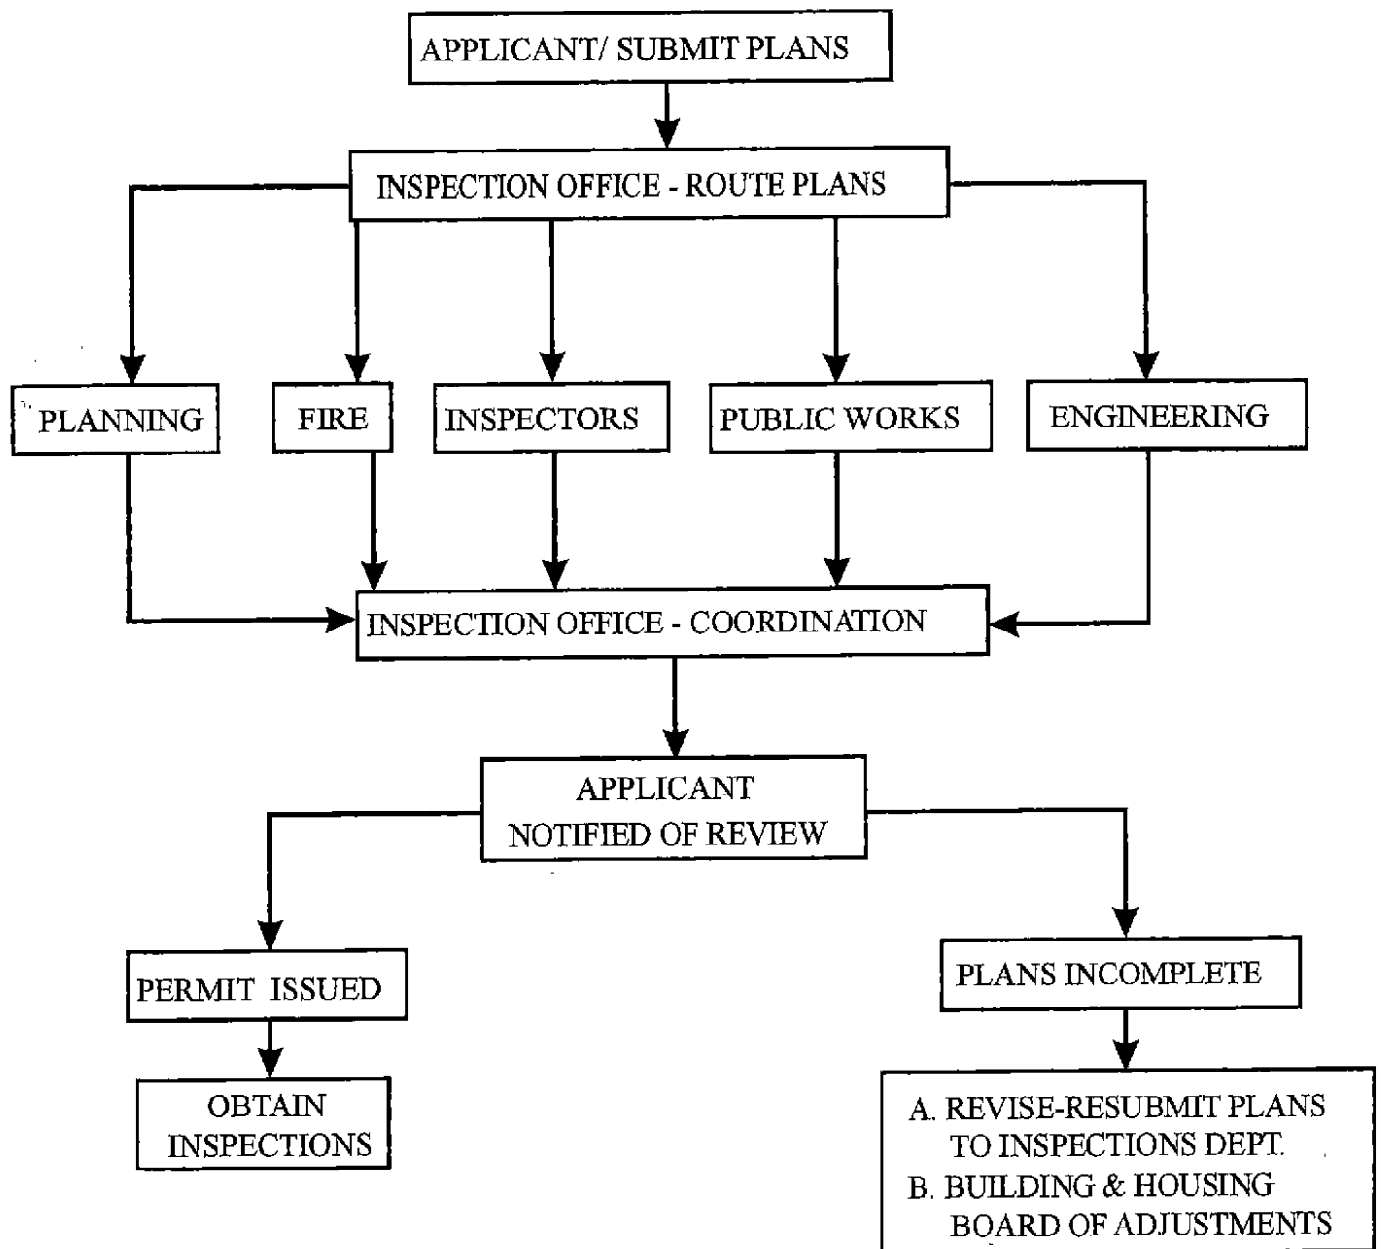 APPLICANT/ SUBMIT PLANS
INSPECTION OFFICE - ROUTE PLANS
PLANNING
FIRE
INSPECTORS
PUBLIC WORKS
ENGINEERING
INSPECTION OFFICE - COORDINATION
APPLICANT
NOTIFIED OF REVIEW
PERMIT ISSUED
PLANS INCOMPLETE
OBTAIN
INSPECTIONS
A. REVISE-RESUBMIT PLANS
TO INSPECTIONS DEPT.
B. BUILDING & HOUSING
BOARD OF ADJUSTMENTS